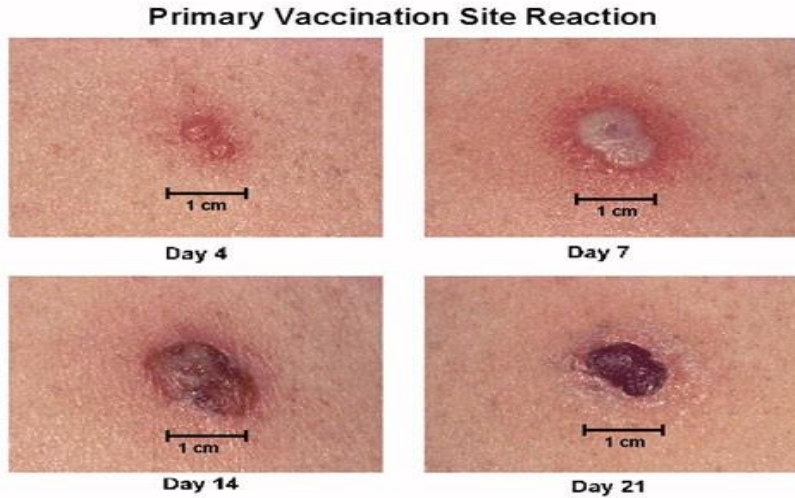 Primary Vaccination Site Reaction
1 cm
1 cm
Day 4
Day 7
1 cm
1 cm
Day 14
Day 21